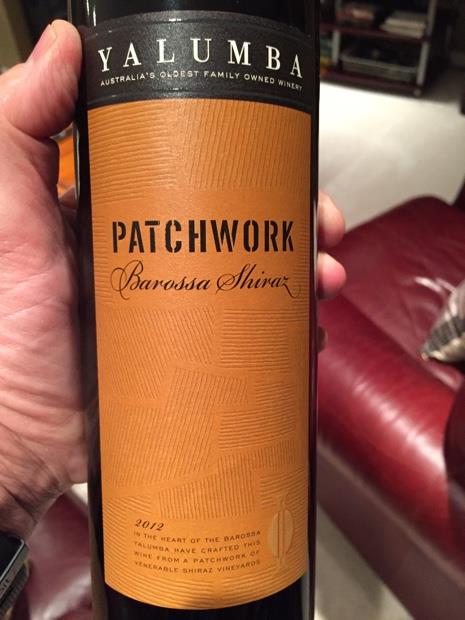 YALUMBA
AUSTRALIA'S OLDEST FAMILY OWNED WINERY
PATCHWORK
Barossa Shiraz
2012
IN THE HEART OF THE BAROSSA
YALUMBA HAVE CRAFTED THIS
WINE FROM A PATCHWORK OF
VENERABLE SHIRAZ VINEYARDS